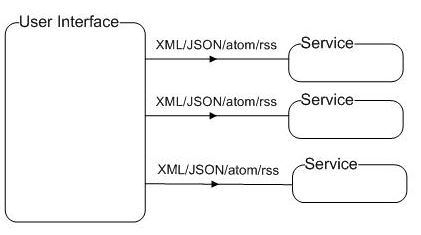 User Interface
XML/JSON/atom/rss
Service
XML/JSON/atom/rss
Service
XML/JSON/atom/rss
Service